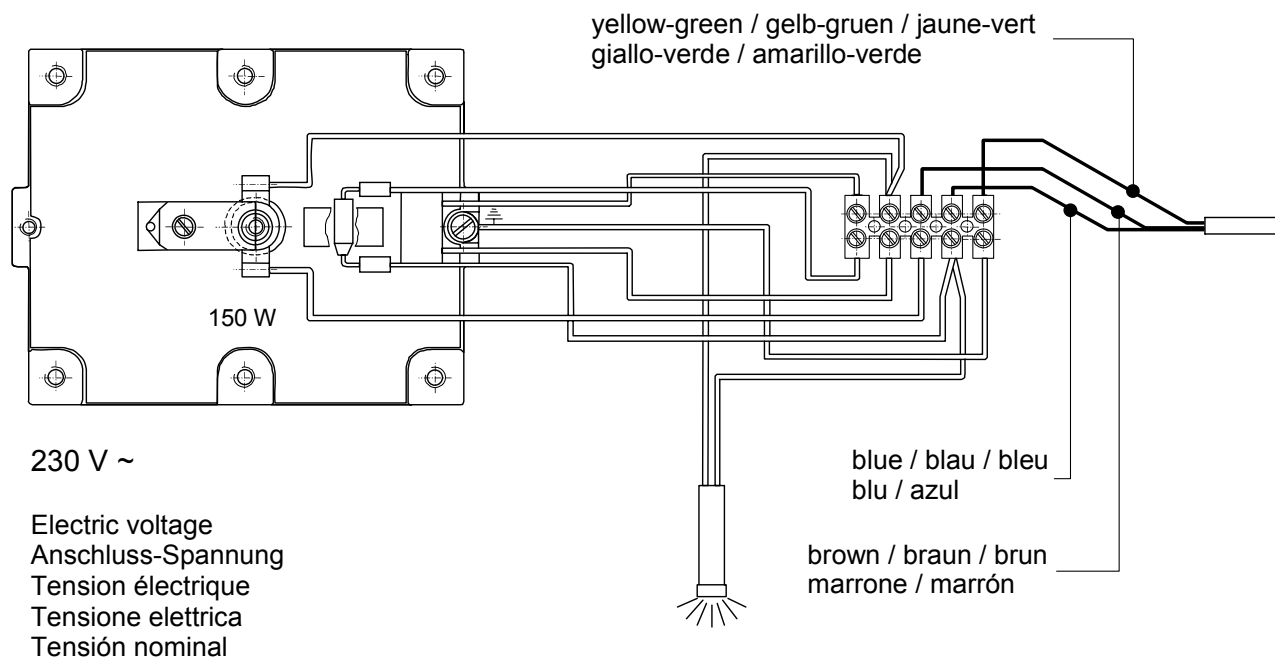 yellow-green / gelb-gruen / jaune-vert
giallo-verde / amarillo-verde
150 W
230 V ~
blue / blau / bleu
blu / azul
Electric voltage
Anschluss-Spannung
Tension électrique
Tensione elettrica
Tensión nominal
brown / braun / brun
marrone / marrón